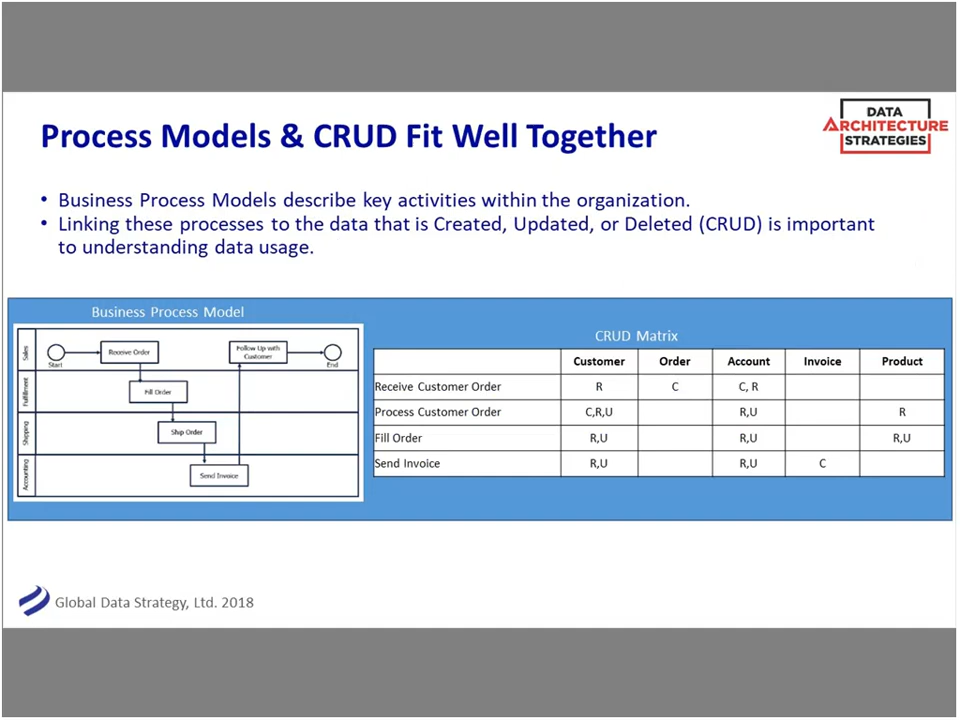 DATA
ARCHITECTURE
STRATEGIES
Process Models & CRUD Fit Well Together
• Business Process Models describe key activities within the organization.
• Linking these processes to the data that is Created, Updated, or Deleted (CRUD) is important
to understanding data usage.
Business Process Model
Sales
Start
Receive Order
Follow Up with
Customer
End
Fulfillment
Fill Order
Shipping
Ship Order
Accounting
Send Invoice
CRUD Matrix
Customer Order Account Invoice Product
Receive Customer Order R C C, R
Process Customer Order C,R,U R,U R
Fill Order R,U R,U R,U
Send Invoice R,U R,U C
Global Data Strategy, Ltd. 2018